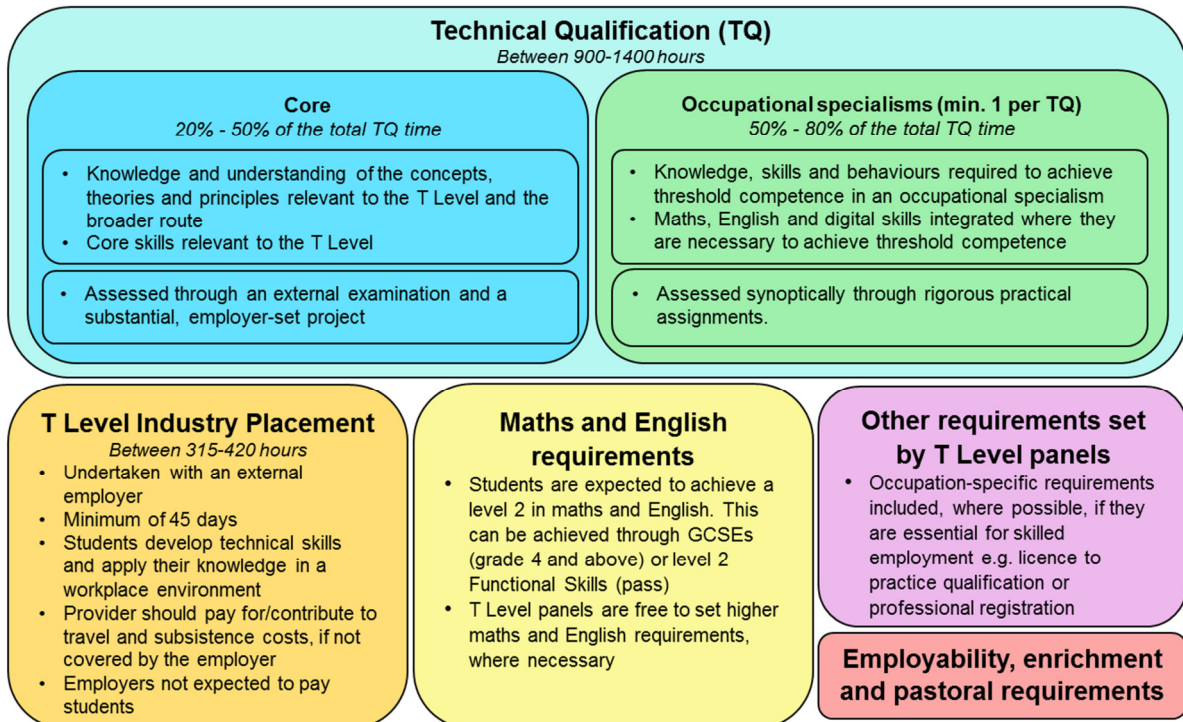 Technical Qualification (TQ)
Between 900-1400 hours
Core
20% - 50% of the total TQ time
• Knowledge and understanding of the concepts,
theories and principles relevant to the T Level and the
broader route
• Core skills relevant to the T Level
• Assessed through an external examination and a
substantial, employer-set project
Occupational specialisms (min. 1 per TQ)
50% - 80% of the total TQ time
• Knowledge, skills and behaviours required to achieve
threshold competence in an occupational specialism
• Maths, English and digital skills integrated where they
are necessary to achieve threshold competence
• Assessed synoptically through rigorous practical
assignments.
T Level Industry Placement
Between 315-420 hours
• Undertaken with an external
employer
• Minimum of 45 days
• Students develop technical skills
and apply their knowledge in a
workplace environment
• Provider should pay for/contribute to
travel and subsistence costs, if not
covered by the employer
• Employers not expected to pay
students
Maths and English
requirements
• Students are expected to achieve a
level 2 in maths and English. This
can be achieved through GCSEs
(grade 4 and above) or level 2
Functional Skills (pass)
• T Level panels are free to set higher
maths and English requirements,
where necessary
Other requirements set
by T Level panels
• Occupation-specific requirements
included, where possible, if they
are essential for skilled
employment e.g. licence to
practice qualification or
professional registration
Employability, enrichment
and pastoral requirements